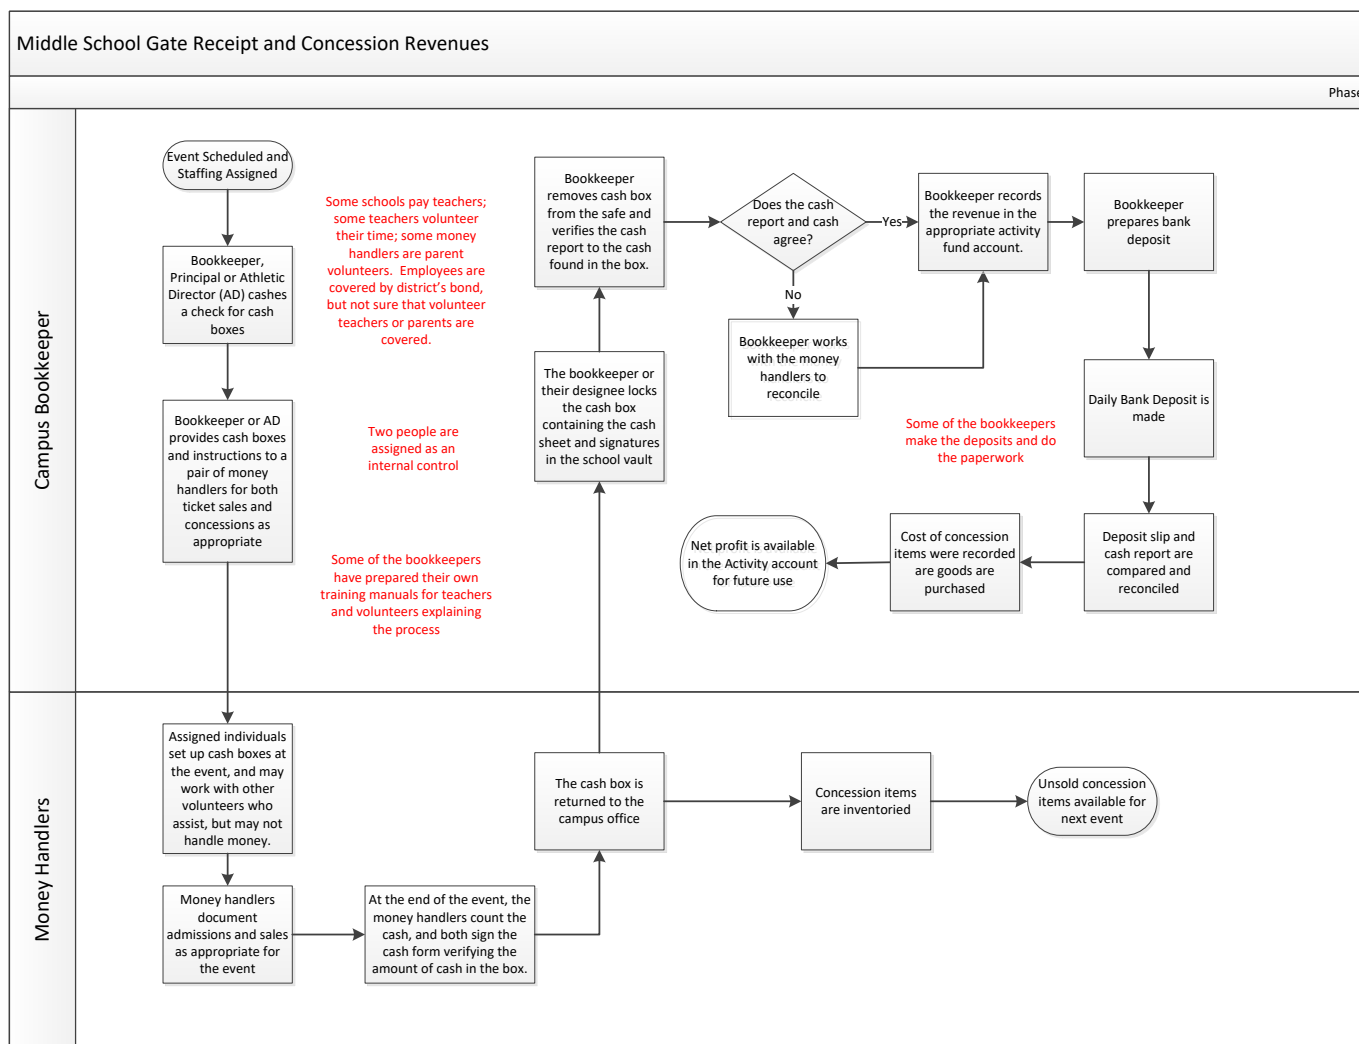 Middle School Gate Receipt and Concession Revenues
Phase
Campus Bookkeeper
Event Scheduled and
Staffing Assigned
Bookkeeper,
Principal or Athletic
Director (AD) cashes
a check for cash
boxes
Bookkeeper or AD
provides cash boxes
and instructions to a
pair of money
handlers for both
ticket sales and
concessions as
appropriate
Some schools pay teachers;
some teachers volunteer
their time; some money
handlers are parent
volunteers.  Employees are
covered by district's bond,
but not sure that volunteer
teachers or parents are
covered.
Two people are
assigned as an
internal control
Some of the bookkeepers
have prepared their own
training manuals for teachers
and volunteers explaining
the process
Bookkeeper
removes cash box
from the safe and
verifies the cash
report to the cash
found in the box.
The bookkeeper or
their designee locks
the cash box
containing the cash
sheet and signatures
in the school vault
Does the cash
report and cash
agree?
Yes
No
Bookkeeper works
with the money
handlers to
reconcile
Bookkeeper records
the revenue in the
appropriate activity
fund account.
Bookkeeper
prepares bank
deposit
Daily Bank Deposit is
made
Some of the bookkeepers
make the deposits and do
the paperwork
Deposit slip and
cash report are
compared and
reconciled
Cost of concession
items were recorded
are goods are
purchased
Net profit is available
in the Activity account
for future use
Money Handlers
Assigned individuals
set up cash boxes at
the event, and may
work with other
volunteers who
assist, but may not
handle money.
Money handlers
document
admissions and sales
as appropriate for
the event
At the end of the event, the
money handlers count the
cash, and both sign the
cash form verifying the
amount of cash in the box.
The cash box is
returned to the
campus office
Concession items
are inventoried
Unsold concession
items available for
next event